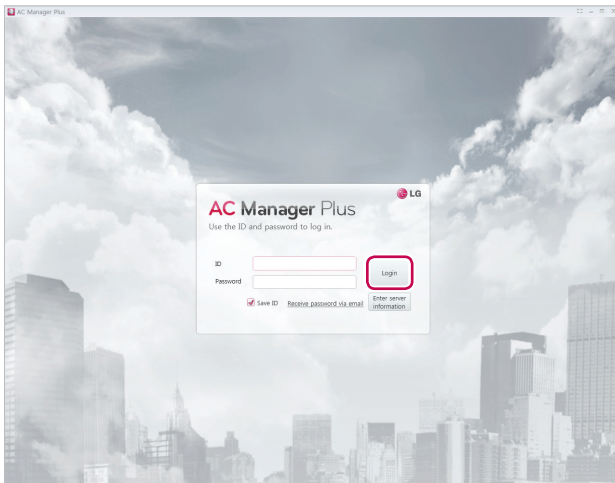 AC Manager Plus
LG
AC Manager Plus
Use the ID and password to log in.
ID
Password
Login
Save ID Receive password via email
Enter server
information